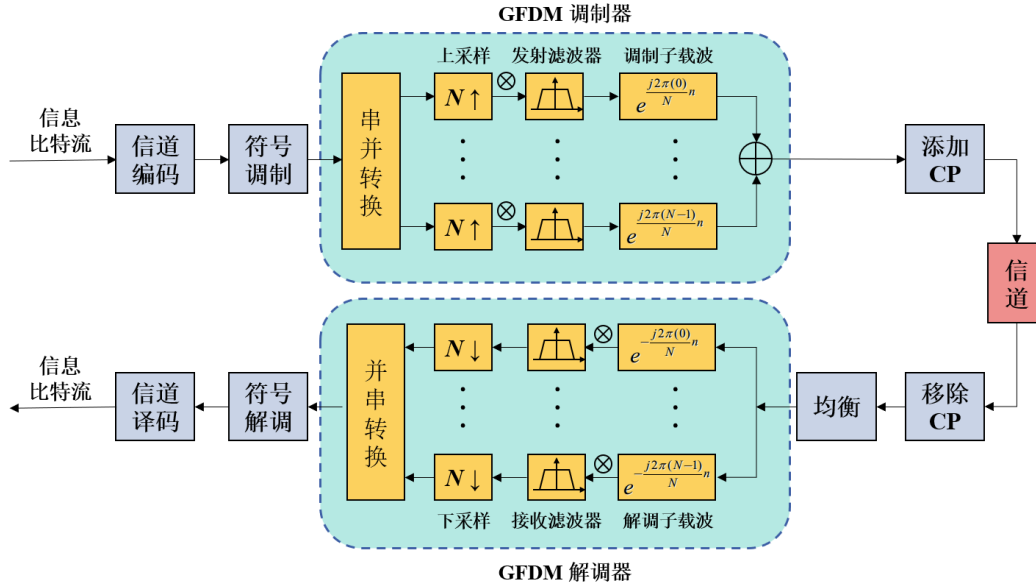 GFDM 调制器
上采样
发射滤波器
调制子载波
信息
比特流
信道
编码
符号
调制
串并转换
N↑
e^{\frac{j2π(0)}{N}n}
N↑
e^{\frac{j2π(N−1)}{N}n}
添加
CP
信道
信息
比特流
信道
译码
符号
解调
并串转换
N↓
e^{-\frac{j2π(0)}{N}n}
N↓
e^{-\frac{j2π(N−1)}{N}n}
均衡
移除
CP
下采样
接收滤波器
解调子载波
GFDM 解调器